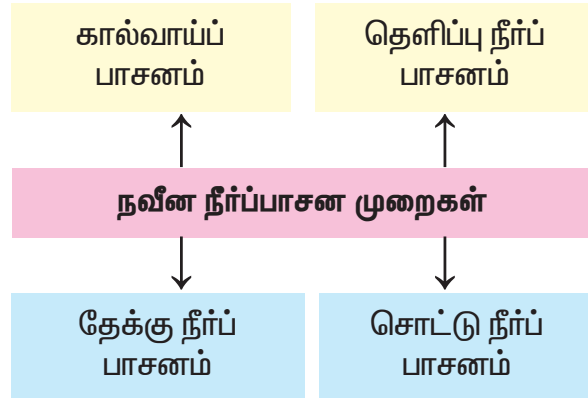 கால்வாய்ப்
பாசனம்
தெளிப்பு நீர்ப்
பாசனம்
நவீன நீர்ப்பாசன முறைகள்
தேக்கு நீர்ப்
பாசனம்
சொட்டு நீர்ப்
பாசனம்